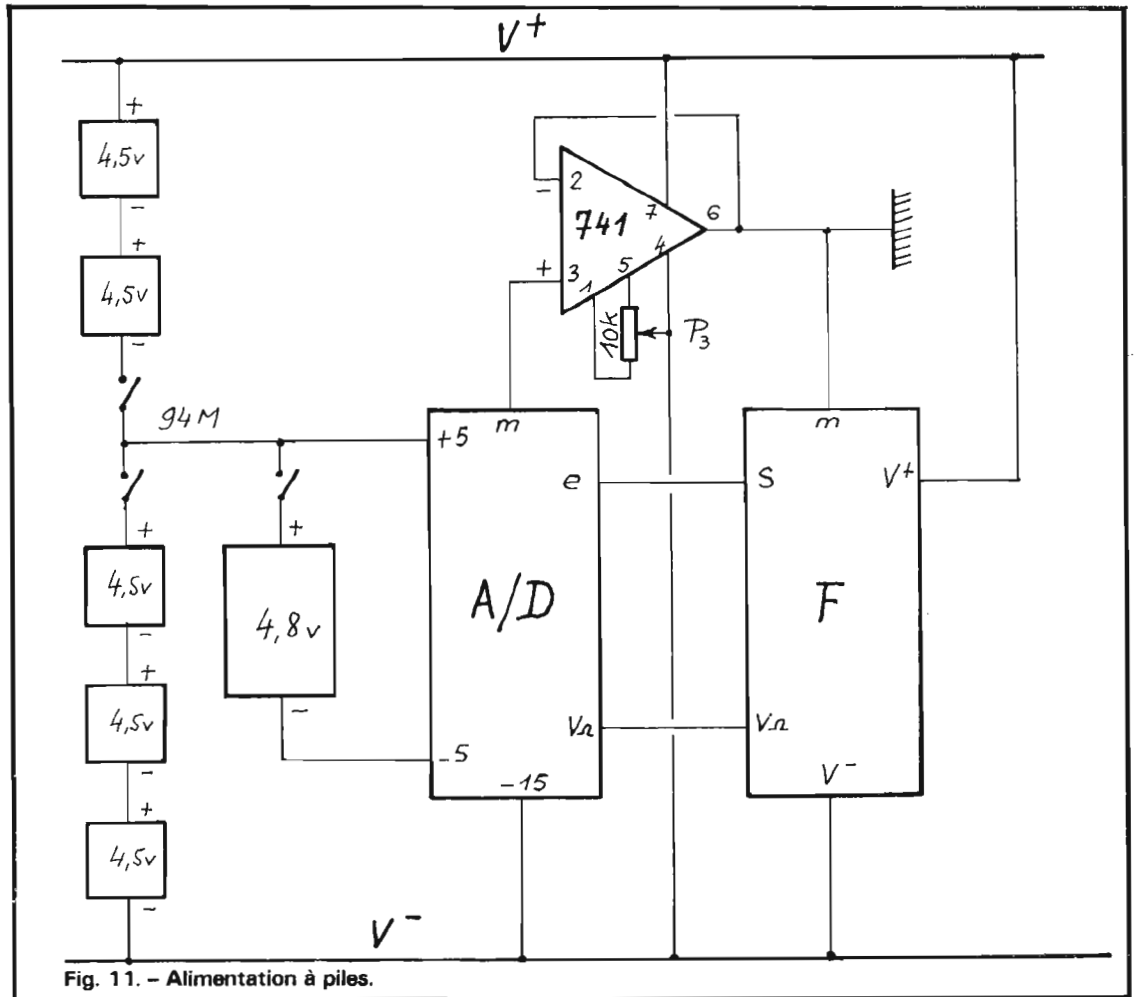 V+
+
4,5v
-
+
4,5v
-
94M
+
4,5v
-
+
4,5v
-
+
4,5v
-
+
4,8v
-
- 2
741
7
6
+ 3
1
5
4
10k
P3
m
+5
e
A/D
VΩ
-5
-15
m
S
V+
F
VΩ
V-
V-
Fig. 11. – Alimentation à piles.